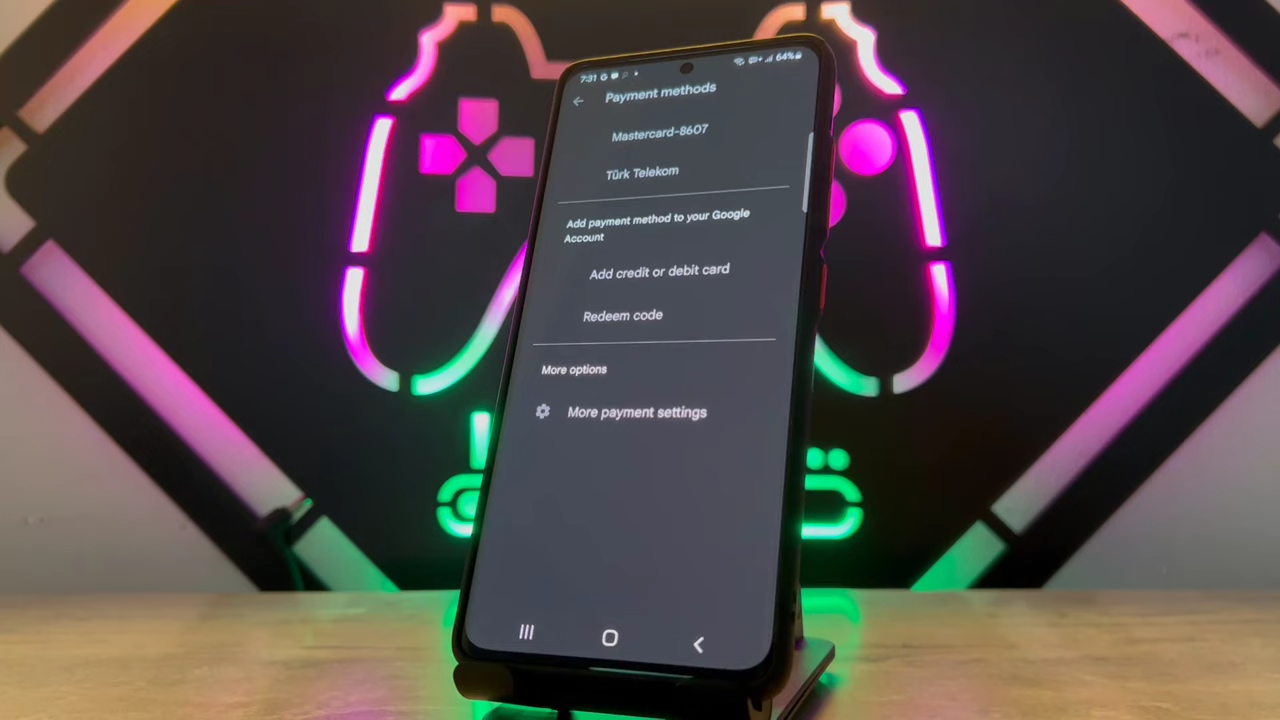 7:31
64%
Payment methods
Mastercard-8607
Türk Telekom
Add payment method to your Google
Account
Add credit or debit card
Redeem code
More options
More payment settings